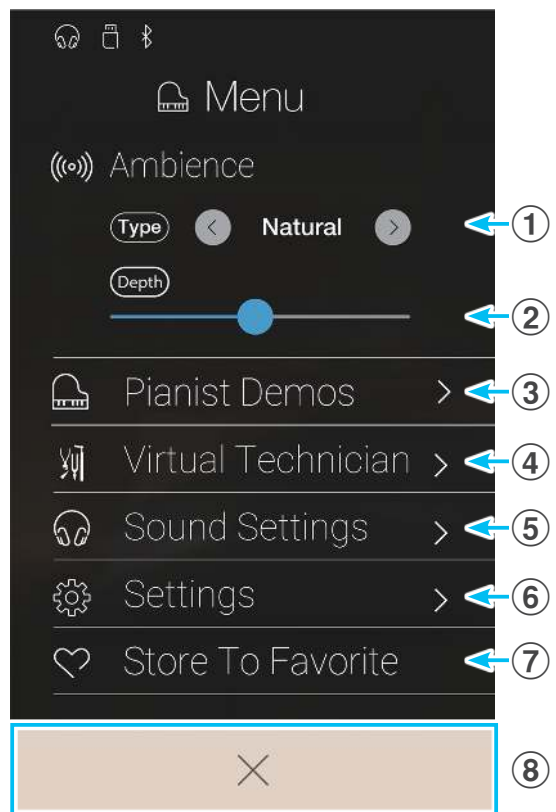 Menu
Ambience
Type Natural ①
Depth
②
Pianist Demos ③
Virtual Technician ④
Sound Settings ⑤
Settings ⑥
Store To Favorite ⑦
⑧